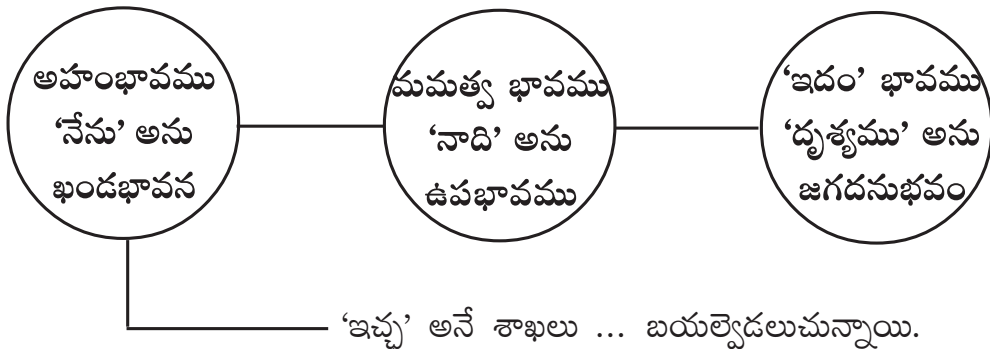 అహంభావము
‘నేను’ అను
ఖండభావన
మమత్వ భావము
‘నాది’ అను
ఉపభావము
‘ఇదం’ భావము
‘దృశ్యము’ అను
జగదనుభవం
‘ఇచ్ఛ’ అనే శాఖలు ... బయల్వెడలుచున్నాయి.